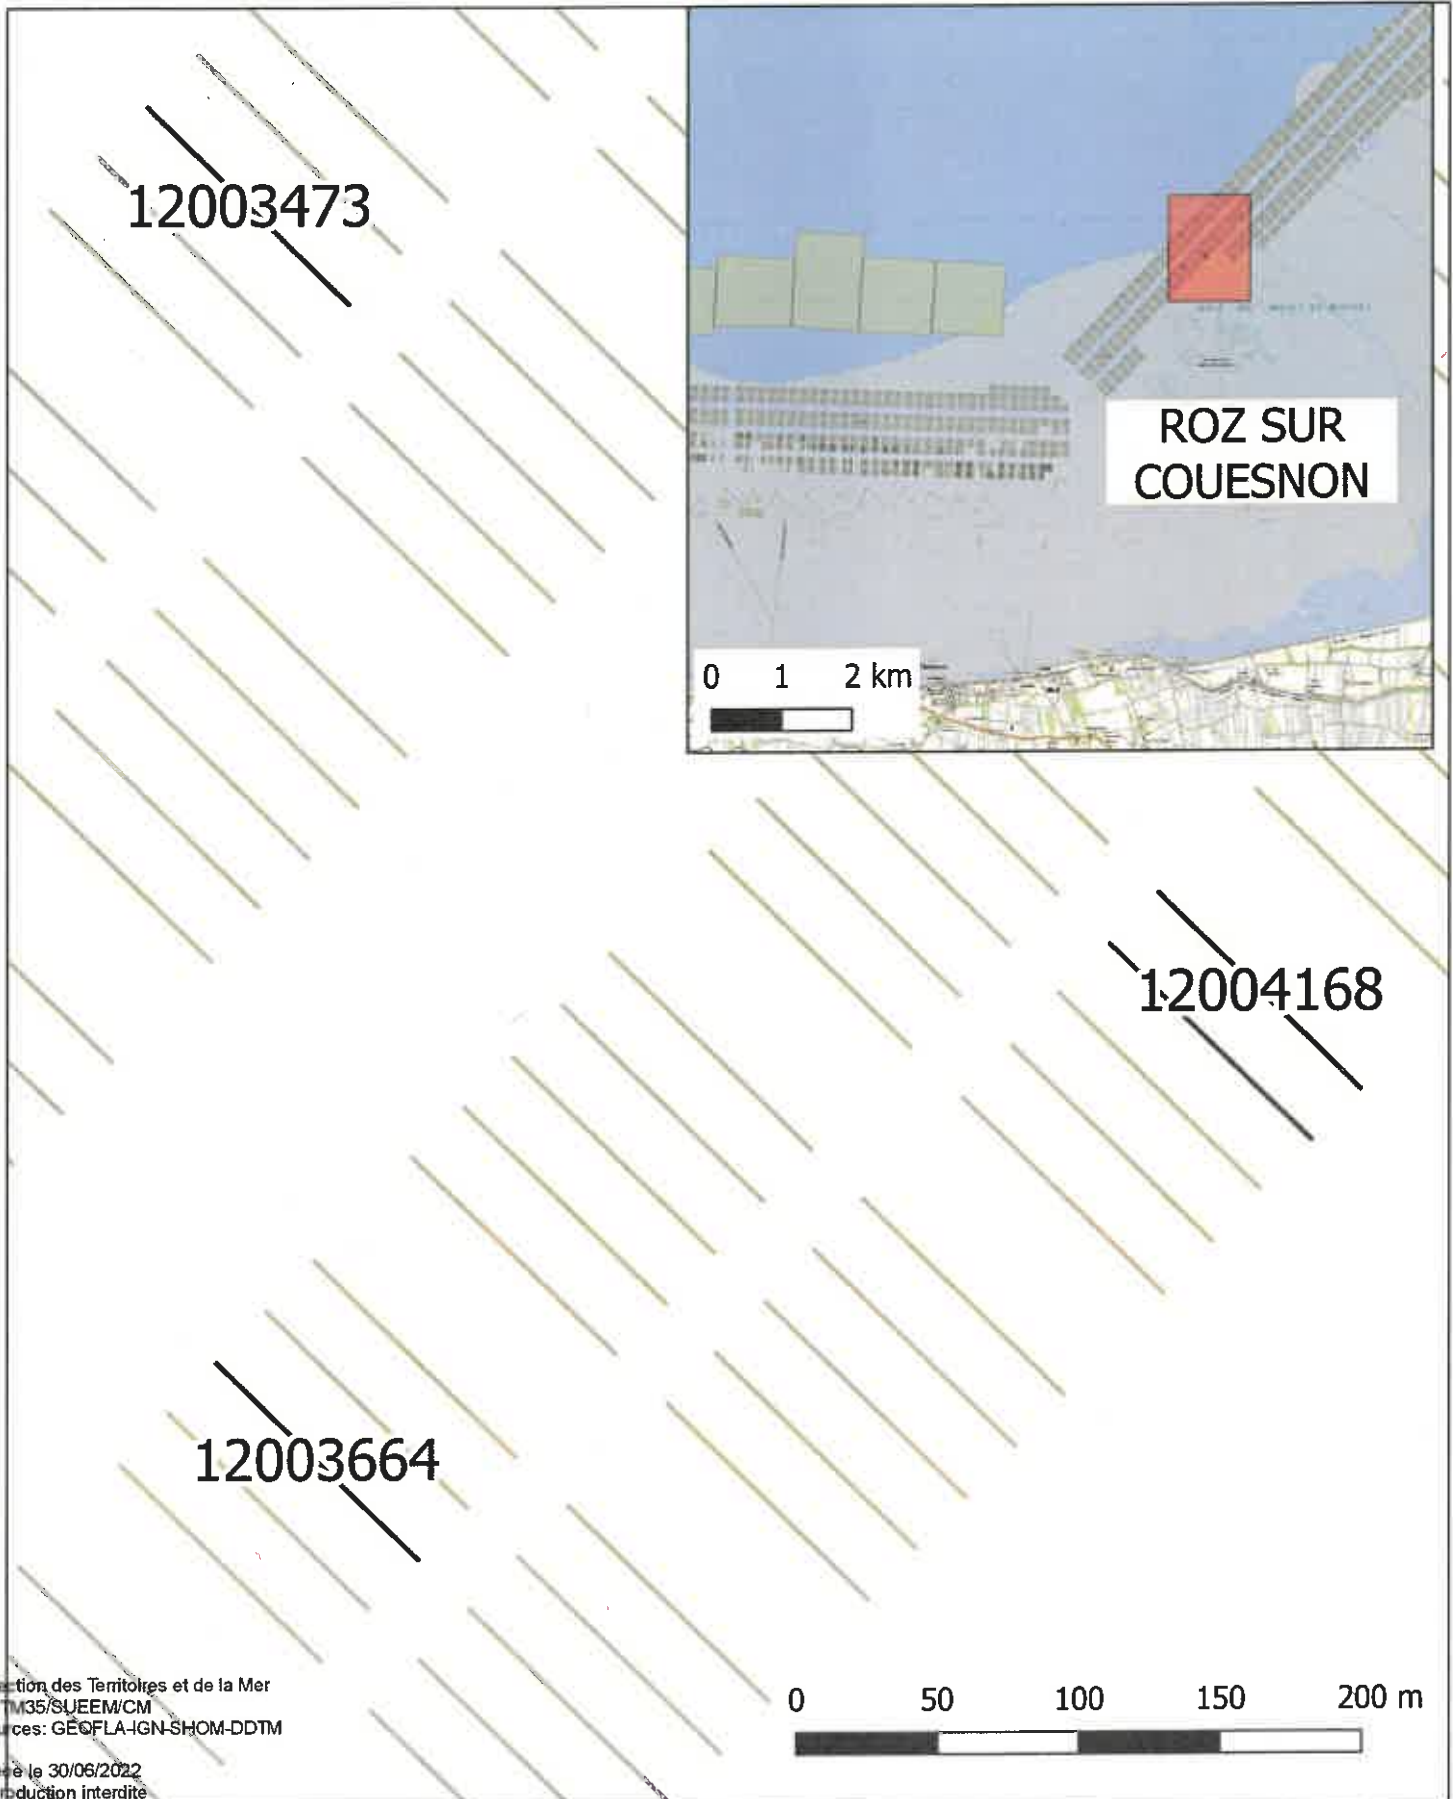 12003473
ROZ SUR
COUESNON
0 1 2 km
12004168
12003664
tion des Territoires et de la Mer
TM35/SUEEM/CM
rces: GEOFLA-IGN-SHOM-DDTM
le 30/06/2022
duction interdite
0 50 100 150 200 m